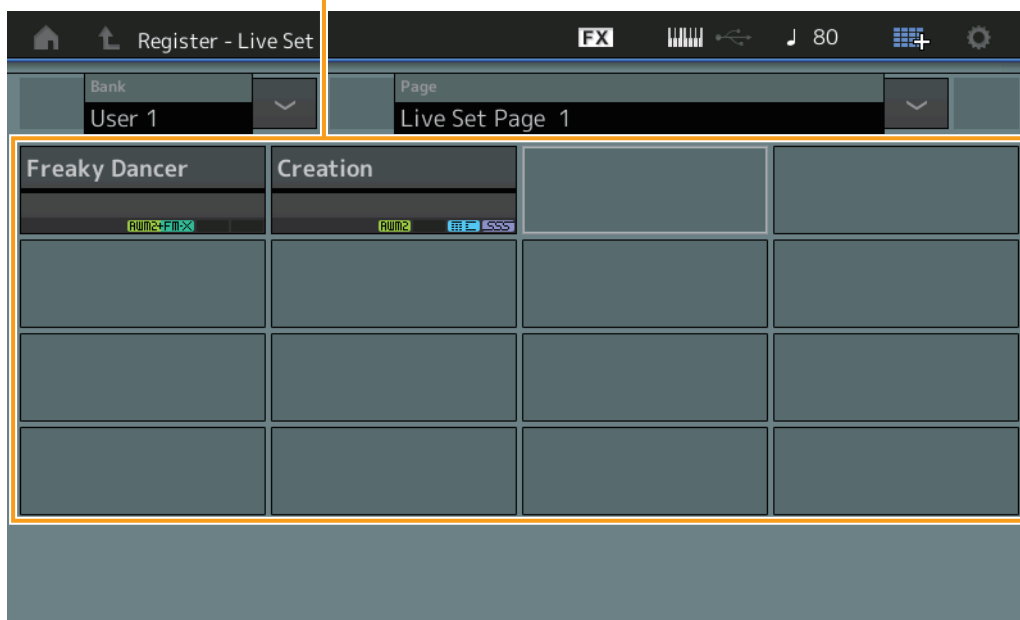 Register - Live Set
FX
80
Bank
User 1
Page
Live Set Page 1
Freaky Dancer
Creation
AWM2+FM-X
AWM2
SSS